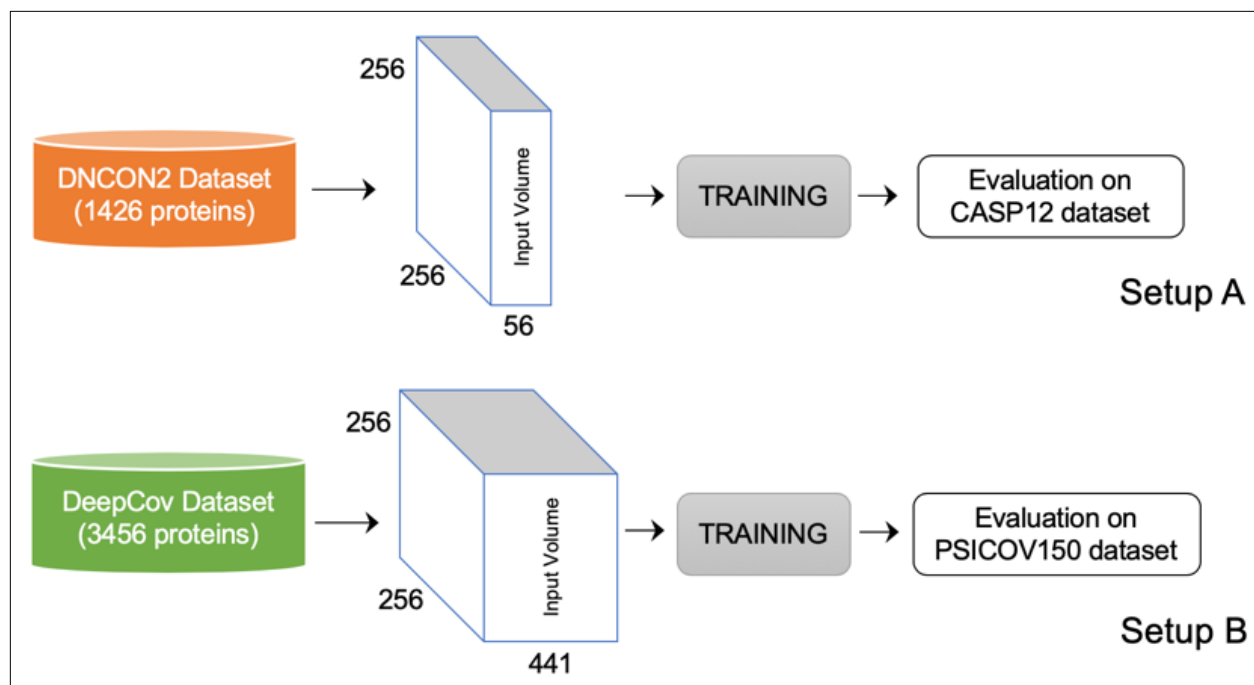 256
DNCON2 Dataset
(1426 proteins)
Input Volume
TRAINING
Evaluation on
CASP12 dataset
256
56
Setup A
256
DeepCov Dataset
(3456 proteins)
Input Volume
TRAINING
Evaluation on
PSICOV150 dataset
256
441
Setup B